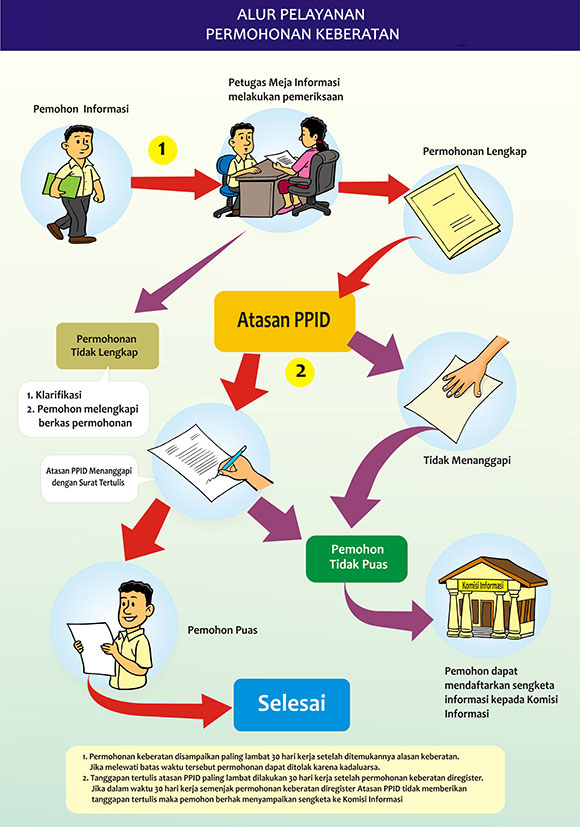 ALUR PELAYANAN
PERMOHONAN KEBERATAN
Pemohon Informasi
Petugas Meja Informasi
melakukan pemeriksaan
1
Permohonan Lengkap
Permohonan
Tidak Lengkap
1. Klarifikasi
2. Pemohon melengkapi
berkas permohonan
Atasan PPID
2
Tidak Menanggapi
Atasan PPID Menanggapi
dengan Surat Tertulis
Pemohon
Tidak Puas
Komisi Informasi
Pemohon Puas
Pemohon dapat
mendaftarkan sengketa
informasi kepada Komisi
Informasi
Selesai
1. Permohonan keberatan disampaikan paling lambat 30 hari kerja setelah ditemukannya alasan keberatan.
Jika melewati batas waktu tersebut permohonan dapat ditolak karena kadaluarsa.
2. Tanggapan tertulis atasan PPID paling lambat dilakukan 30 hari kerja setelah permohonan keberatan diregister.
Jika dalam waktu 30 hari kerja semenjak permohonan keberatan diregister Atasan PPID tidak memberikan
tanggapan tertulis maka pemohon berhak menyampaikan sengketa ke Komisi Informasi